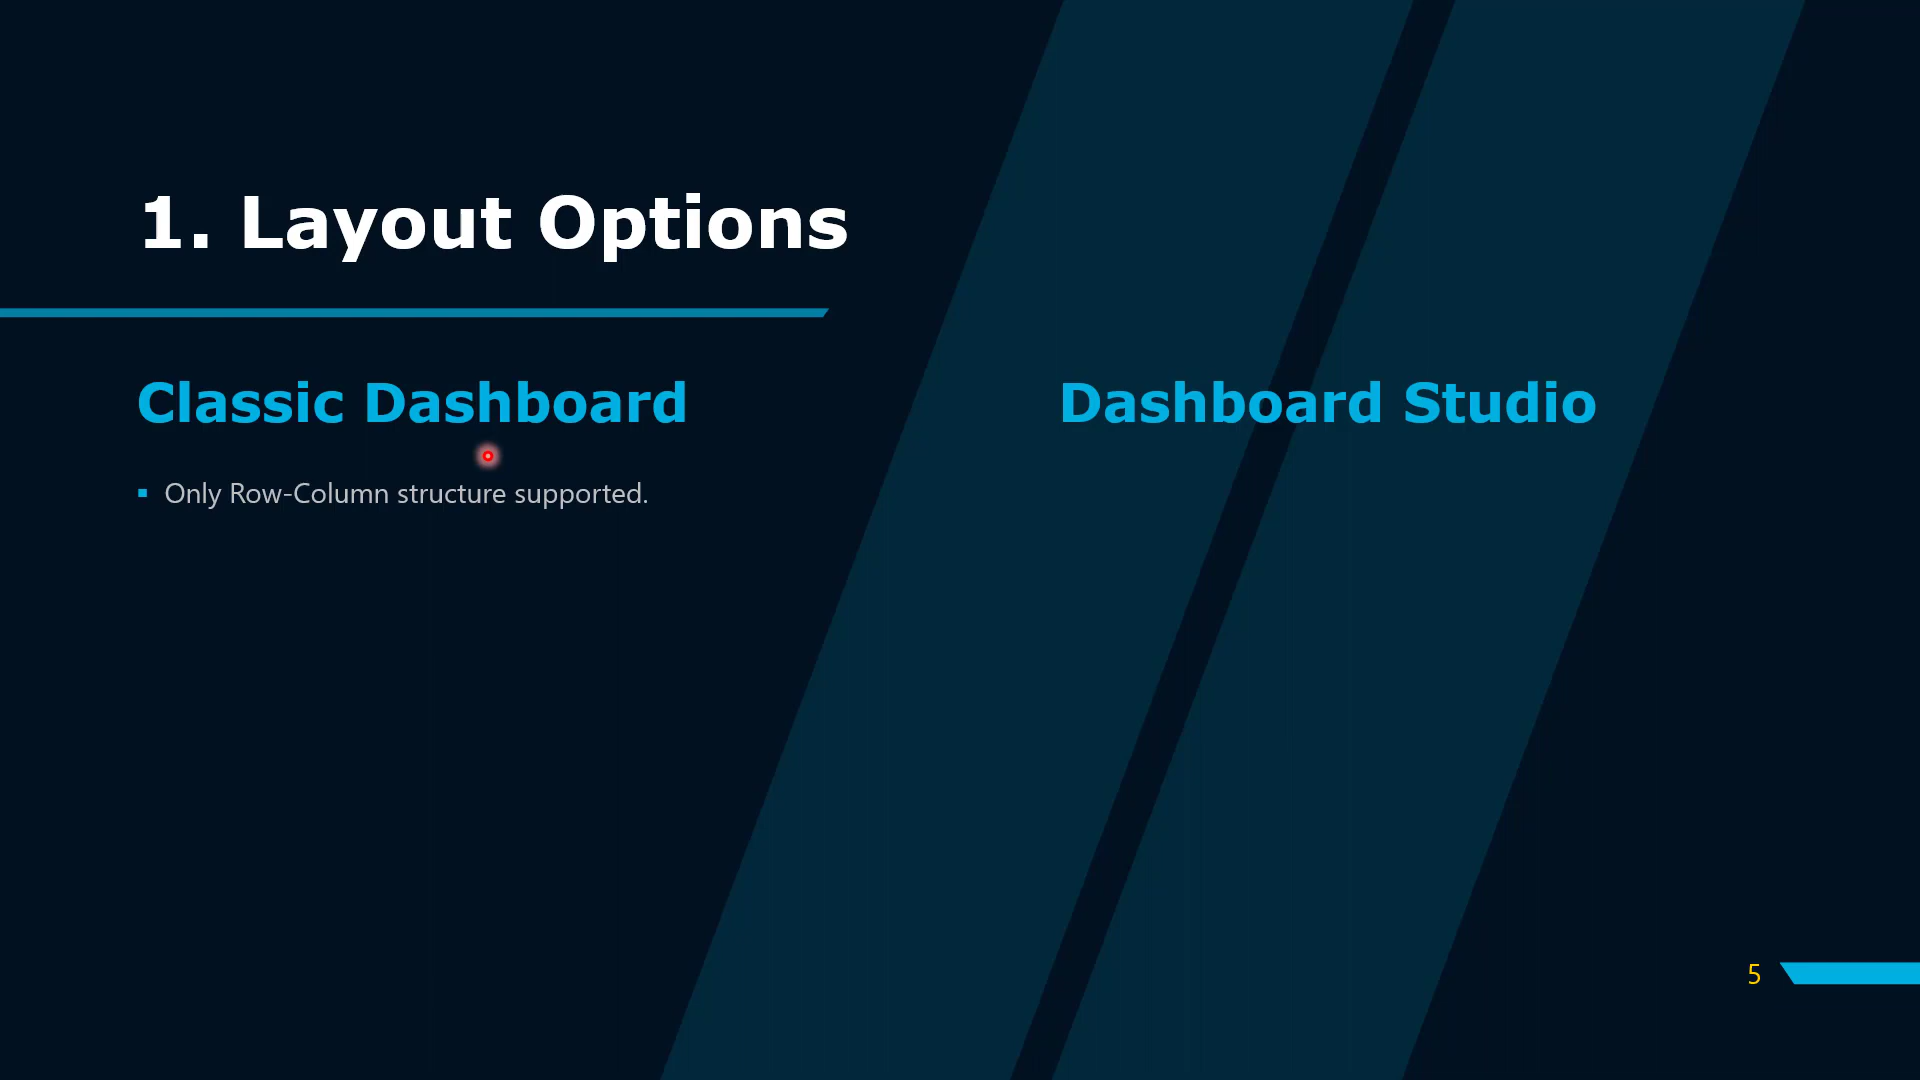 1. Layout Options
Classic Dashboard
Dashboard Studio
Only Row-Column structure supported.
5